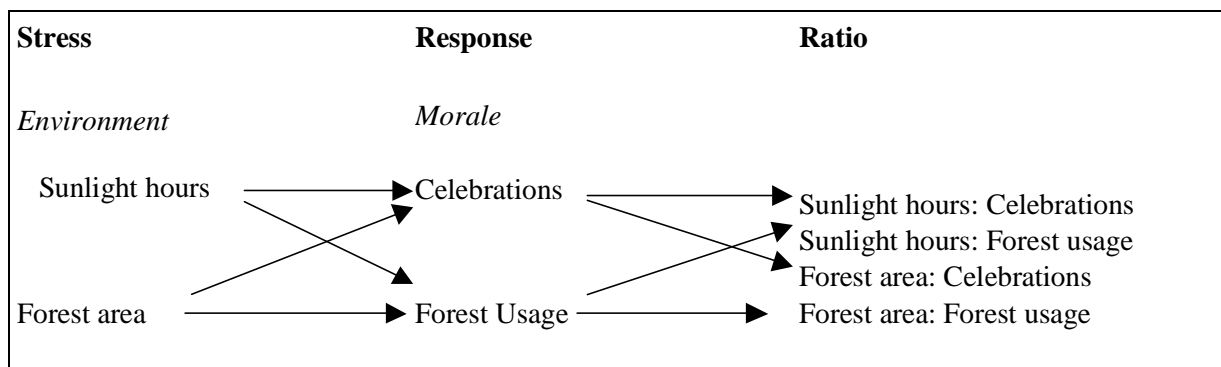 Stress Response Ratio
Environment Morale
Sunlight hours Celebrations
Sunlight hours: Celebrations
Sunlight hours: Forest usage
Forest area: Celebrations
Forest area Forest Usage Forest area: Forest usage